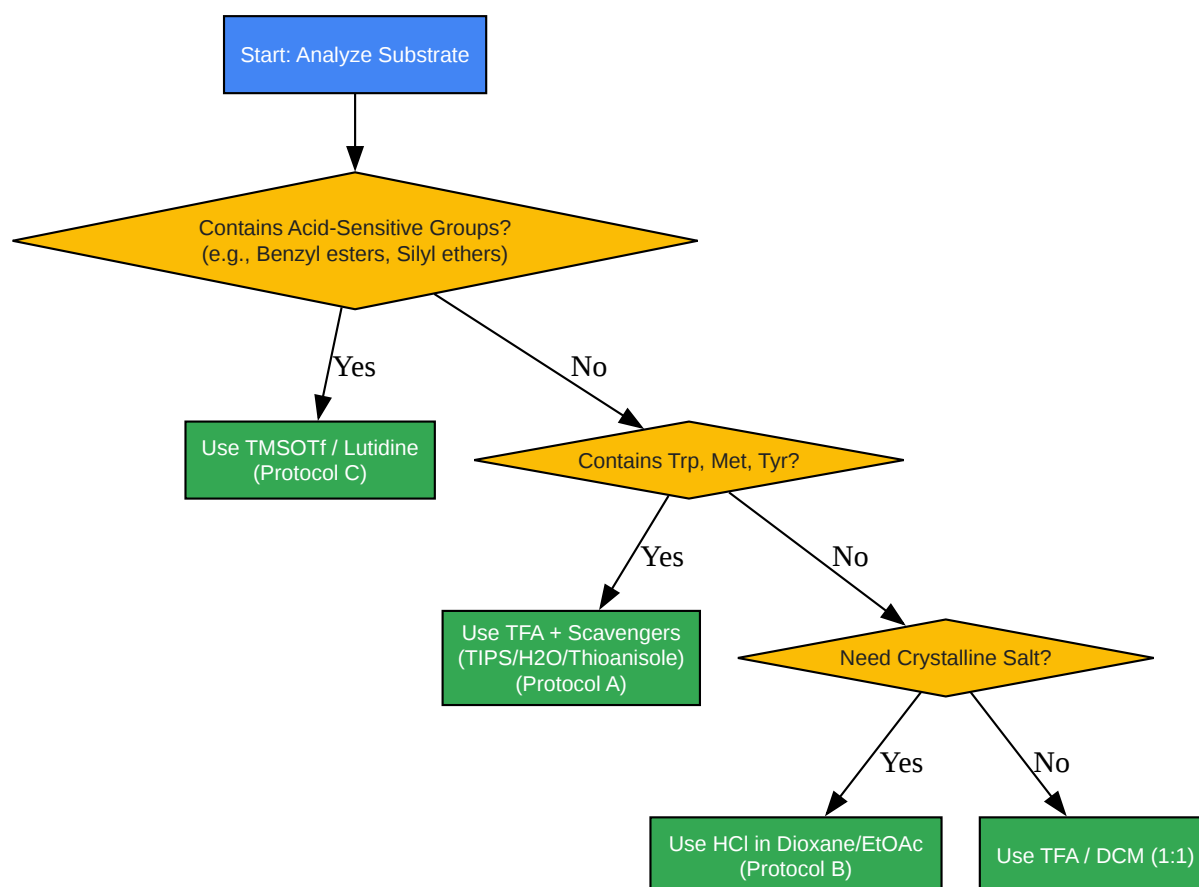 Start: Analyze Substrate
Contains Acid-Sensitive Groups?
(e.g., Benzyl esters, Silyl ethers)
Yes
No
Use TMSOTf / Lutidine
(Protocol C)
Contains Trp, Met, Tyr?
Yes
No
Use TFA + Scavengers
(TIPS/H2O/Thioanisole)
(Protocol A)
Need Crystalline Salt?
Yes
No
Use HCl in Dioxane/EtOAc
(Protocol B)
Use TFA / DCM (1:1)